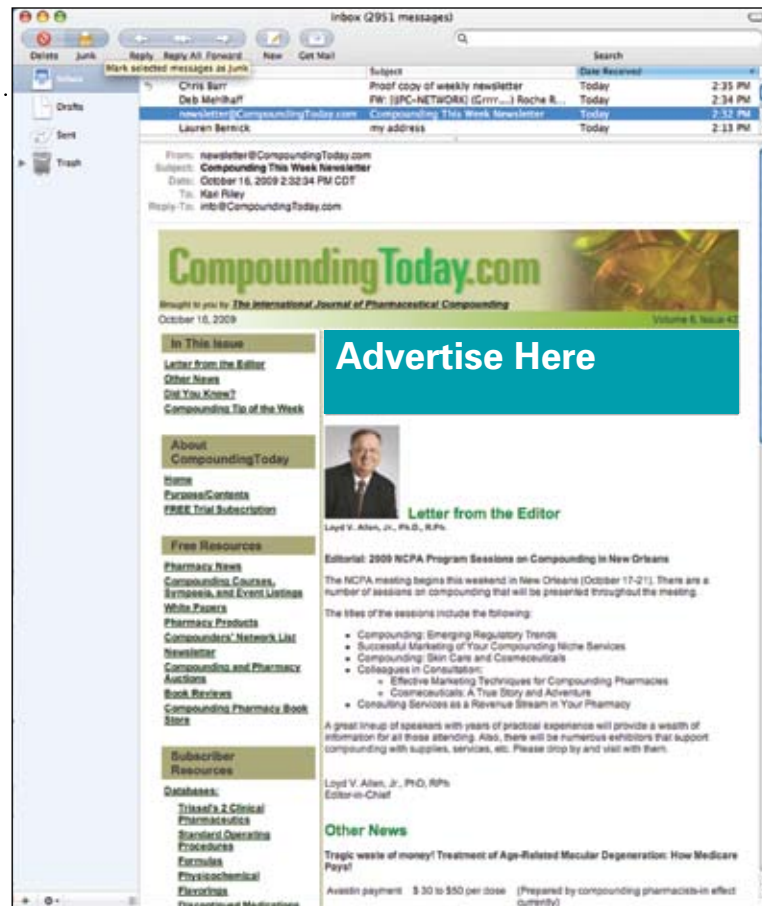 Inbox (2951 messages)
Delete Junk Reply Reply All Forward New Get Mail Search
Mark selected messages as junk
Subject Date Received
Chris Burr Proof copy of weekly newsletter Today 2:35 PM
Deb Mehlhaff FW: [IJPC-NETWORK] (Grrr....) Roche R... Today 2:34 PM
newsletter@CompoundingToday.com Compounding This Week Newsletter Today 2:32 PM
Lauren Bernick my address Today 2:13 PM
Drafts
Sent
Trash
From: newsletter@CompoundingToday.com
Subject: Compounding This Week Newsletter
Date: October 16, 2009 2:32:34 PM CDT
To: Kari Riley
Reply-To: info@CompoundingToday.com
CompoundingToday.com
Brought to you by The International Journal of Pharmaceutical Compounding
October 16, 2009 Volume 6, Issue 42
In This Issue
Letter from the Editor
Other News
Did You Know?
Compounding Tip of the Week
About
CompoundingToday
Home
Purpose/Contents
FREE Trial Subscription
Free Resources
Pharmacy News
Compounding Courses,
Symposia, and Event Listings
White Papers
Pharmacy Products
Compounders' Network List
Newsletter
Compounding and Pharmacy
Auctions
Book Reviews
Compounding Pharmacy Book
Store
Subscriber
Resources
Databases:
Trissel's 2 Clinical
Pharmaceutics
Standard Operating
Procedures
Formulas
Physicochemical
Flavorings
Discontinued Medications
Advertise Here
Letter from the Editor
Loyd V. Allen, Jr., Ph.D., R.Ph.
Editorial: 2009 NCPA Program Sessions on Compounding in New Orleans
The NCPA meeting begins this weekend in New Orleans (October 17-21). There are a
number of sessions on compounding that will be presented throughout the meeting.
The titles of the sessions include the following:
Compounding: Emerging Regulatory Trends
Successful Marketing of Your Compounding Niche Services
Compounding: Skin Care and Cosmeceuticals
Colleagues in Consultation:
Effective Marketing Techniques for Compounding Pharmacies
Cosmeceuticals: A True Story and Adventure
Consulting Services as a Revenue Stream in Your Pharmacy
A great lineup of speakers with years of practical experience will provide a wealth of
information for all those attending. Also, there will be numerous exhibitors that support
compounding with supplies, services, etc. Please drop by and visit with them.
Loyd V. Allen, Jr., PhD, RPh
Editor-in-Chief
Other News
Tragic waste of money! Treatment of Age-Related Macular Degeneration: How Medicare
Pays!
Avastin payment $ 30 to $50 per dose (Prepared by compounding pharmacists-in effect
currently)